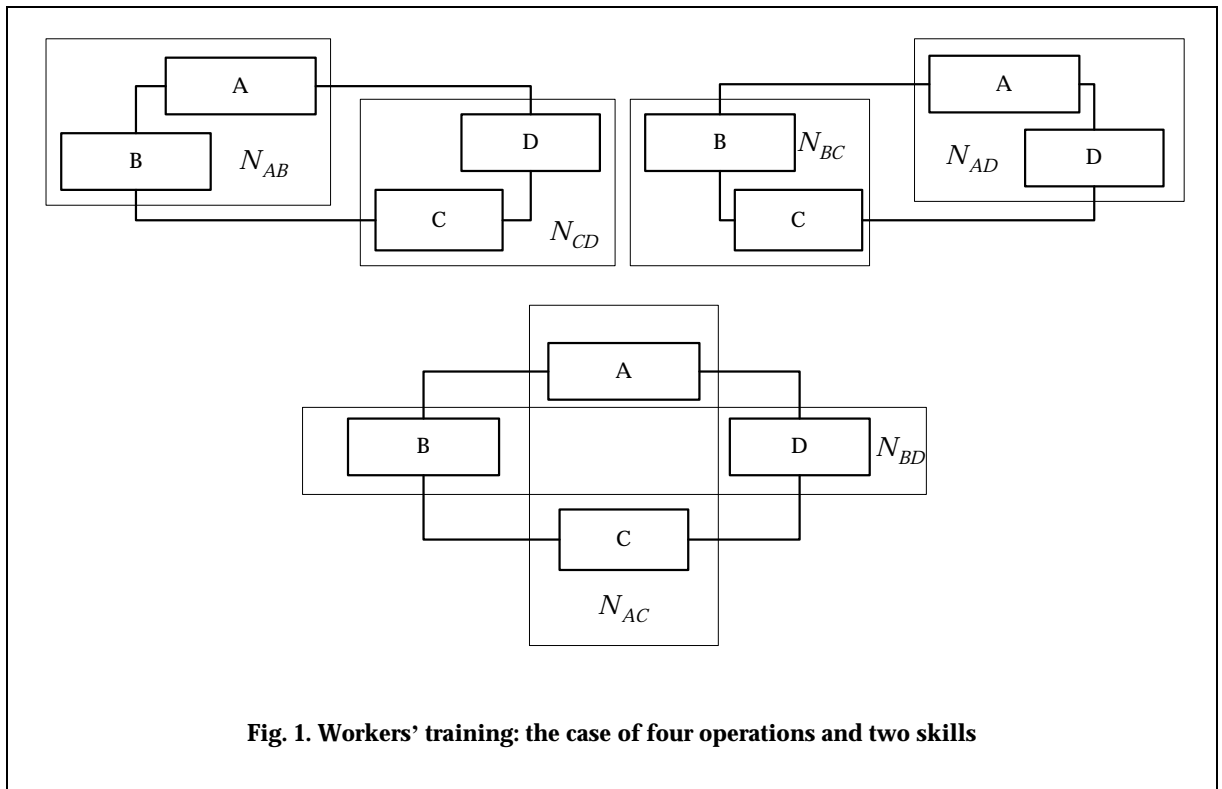 A
B
N_AB
D
C
N_CD
A
B
N_BC
D
N_AD
C
A
B
D
N_BD
C
N_AC
Fig. 1. Workers’ training: the case of four operations and two skills